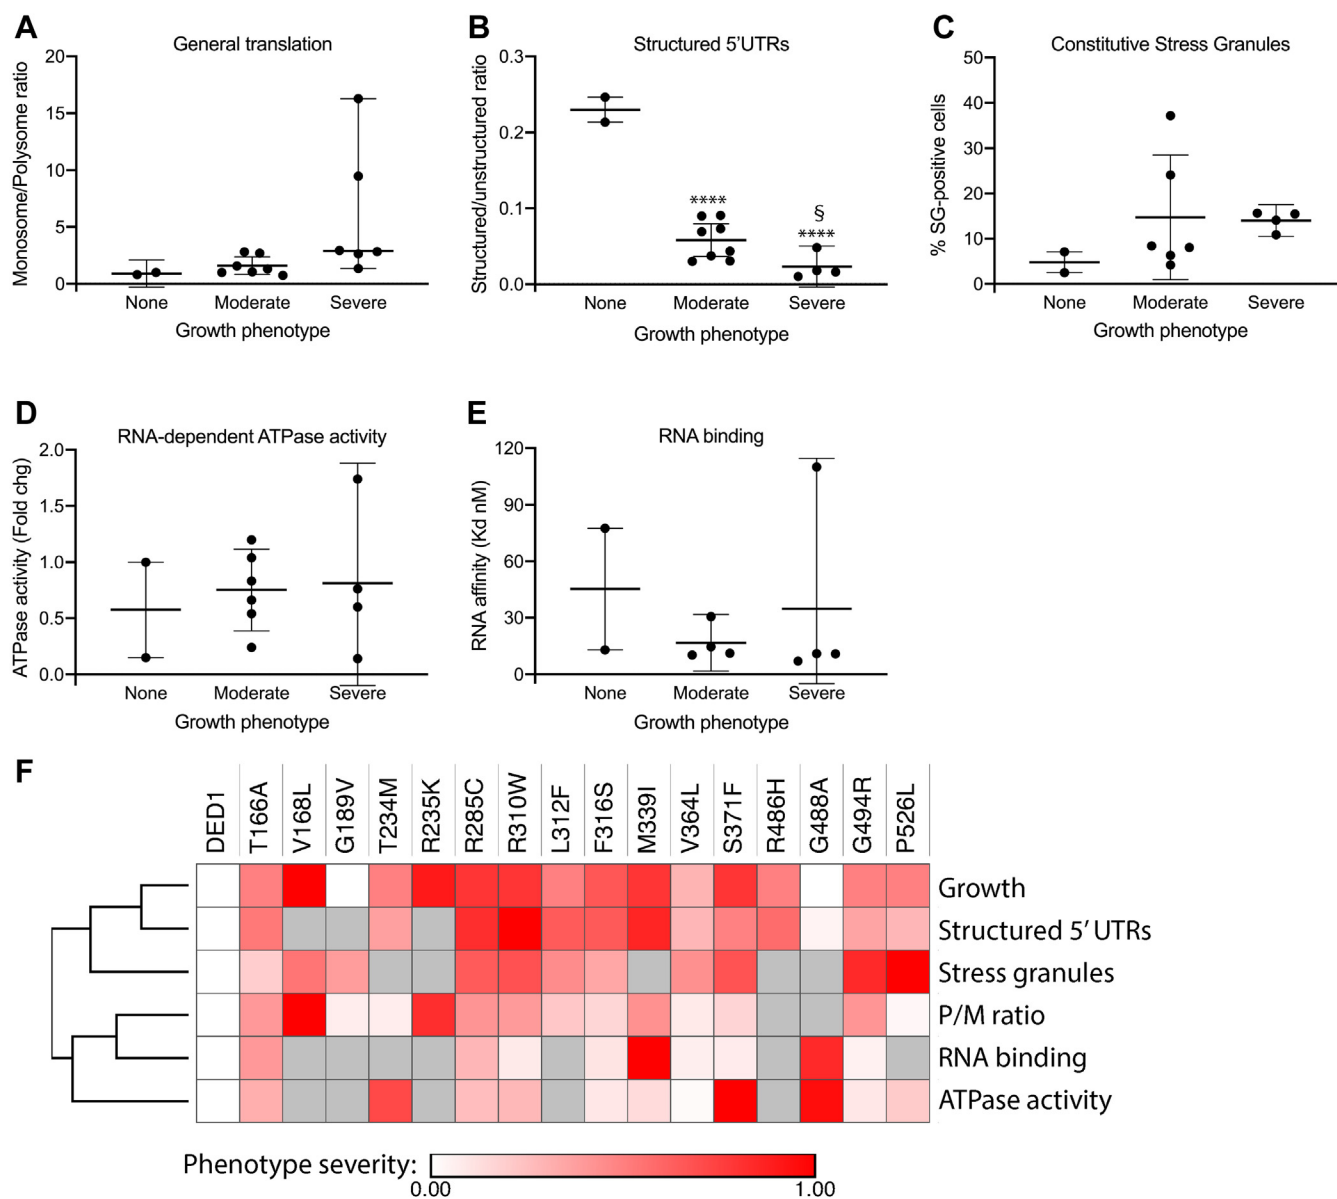 A
General translation
Monosome/Polysome ratio
20
15
10
5
0
None Moderate Severe
Growth phenotype
B
Structured 5'UTRs
Structured/unstructured ratio
0.3
0.2
0.1
0.0
****
§
****
None Moderate Severe
Growth phenotype
C
Constitutive Stress Granules
% SG-positive cells
50
40
30
20
10
0
None Moderate Severe
Growth phenotype
D
RNA-dependent ATPase activity
ATPase activity (Fold chg)
2.0
1.5
1.0
0.5
0.0
None Moderate Severe
Growth phenotype
E
RNA binding
RNA affinity (Kd nM)
120
90
60
30
0
None Moderate Severe
Growth phenotype
F
DED1 T166A V168L G189V T234M R235K R285C R310W L312F F316S M339I V364L S371F R486H G488A G494R P526L
Growth
Structured 5' UTRs
Stress granules
P/M ratio
RNA binding
ATPase activity
Phenotype severity:
0.00 1.00